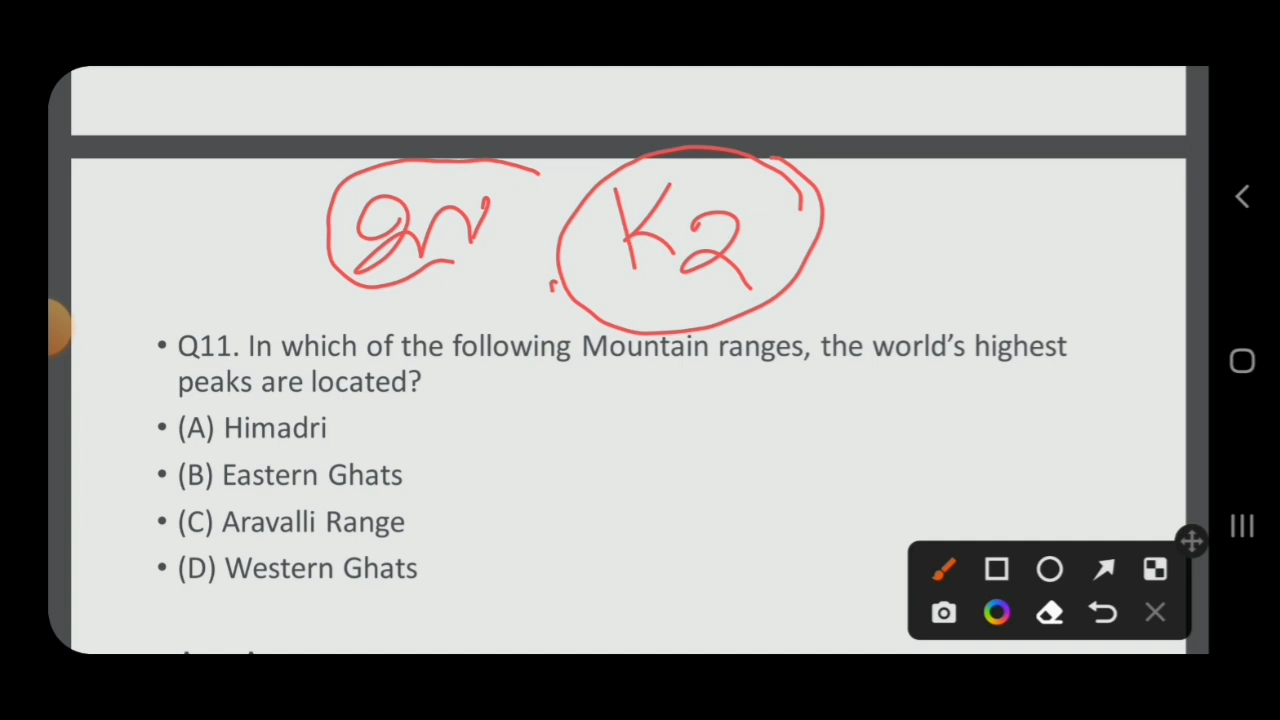 K2
• Q11. In which of the following Mountain ranges, the world’s highest
peaks are located?
• (A) Himadri
• (B) Eastern Ghats
• (C) Aravalli Range
• (D) Western Ghats